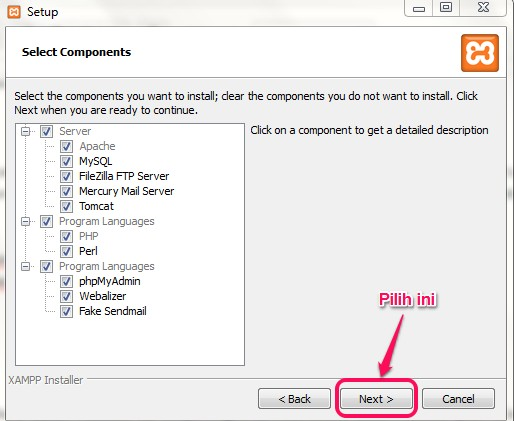 Setup
Select Components
Select the components you want to install; clear the components you do not want to install. Click
Next when you are ready to continue.
Server
Apache
MySQL
FileZilla FTP Server
Mercury Mail Server
Tomcat
Program Languages
PHP
Perl
Program Languages
phpMyAdmin
Webalizer
Fake Sendmail
Click on a component to get a detailed description
Pilih ini
XAMPP Installer
< Back
Next >
Cancel